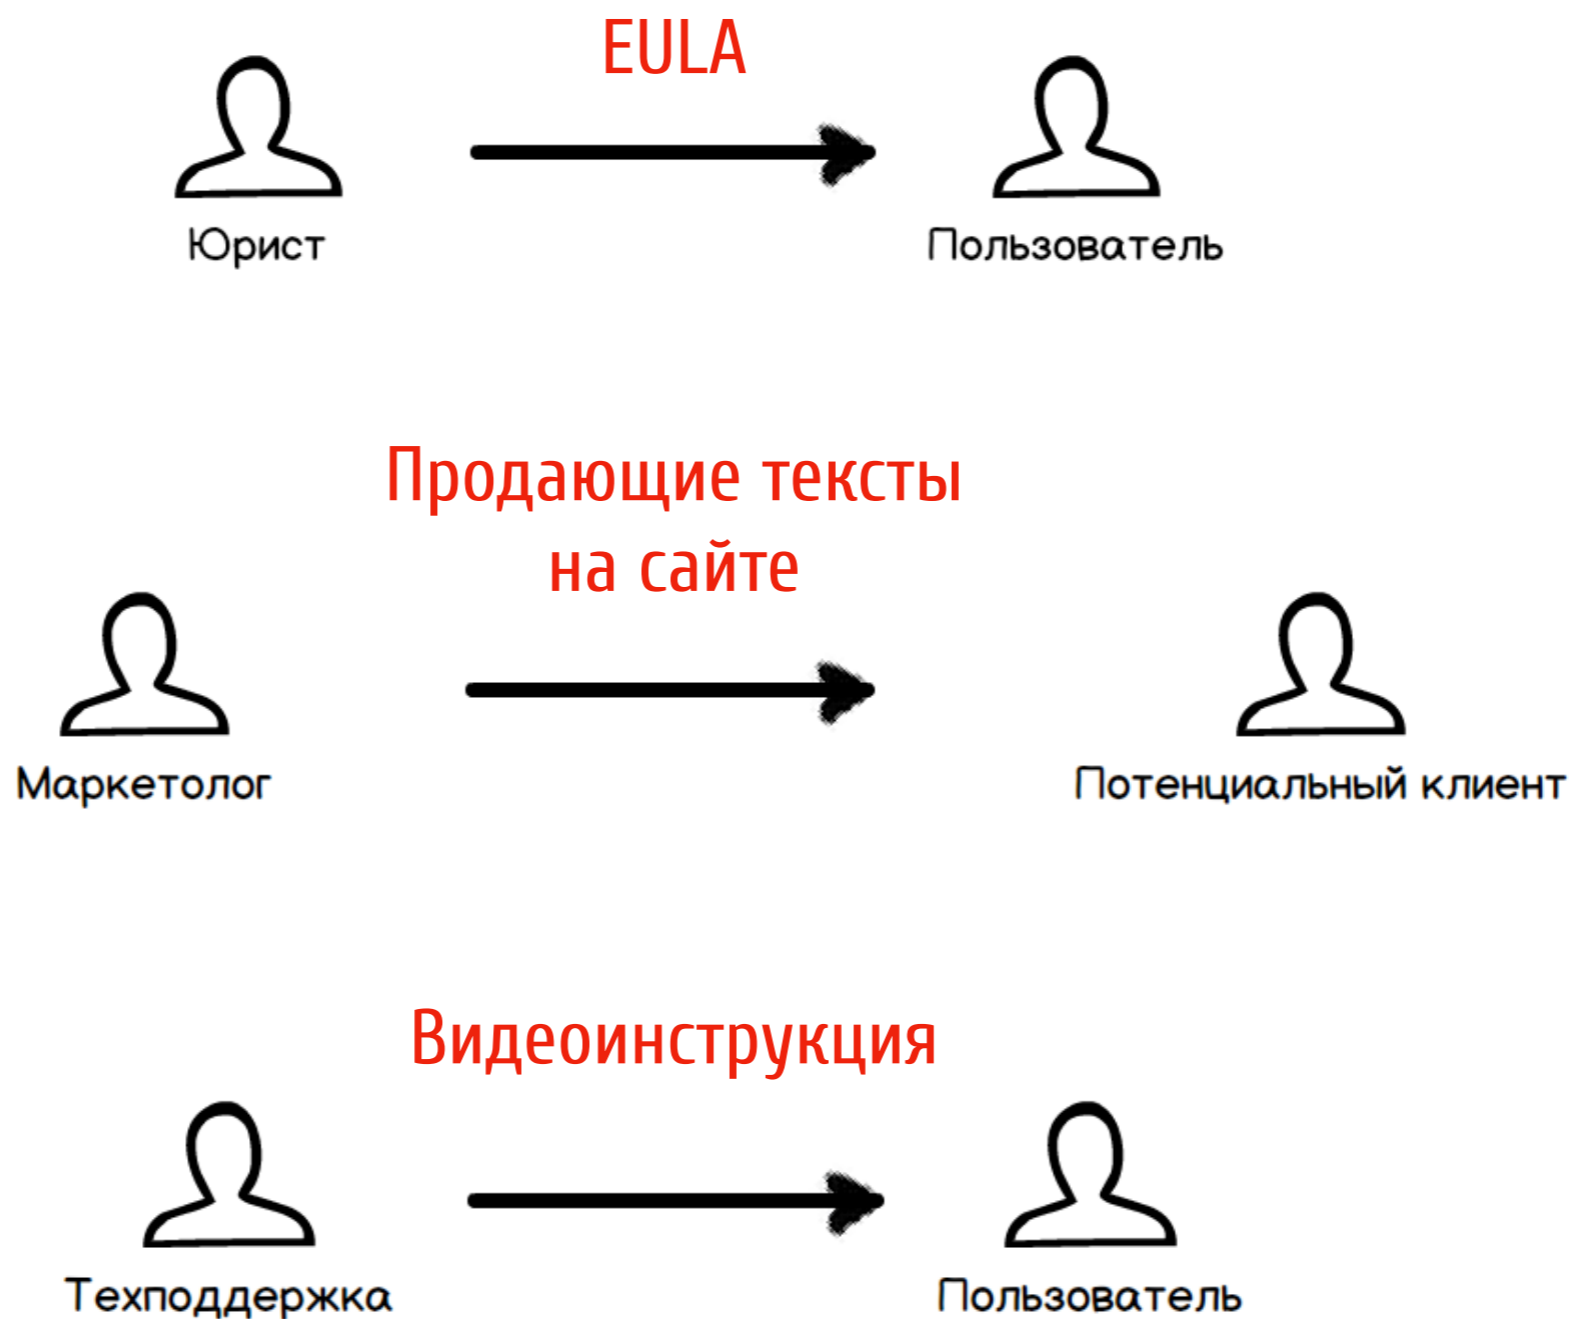 EULA
Юрист
Пользователь
Продающие тексты
на сайте
Маркетолог
Потенциальный клиент
Видеоинструкция
Техподдержка
Пользователь